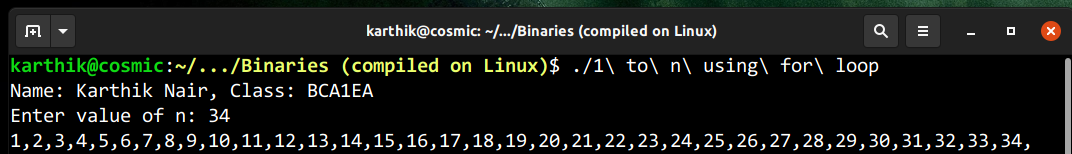 karthik@cosmic: ~/.../Binaries (compiled on Linux)
karthik@cosmic:~/.../Binaries (compiled on Linux)$ ./1\ to\ n\ using\ for\ loop
Name: Karthik Nair, Class: BCA1EA
Enter value of n: 34
1,2,3,4,5,6,7,8,9,10,11,12,13,14,15,16,17,18,19,20,21,22,23,24,25,26,27,28,29,30,31,32,33,34,